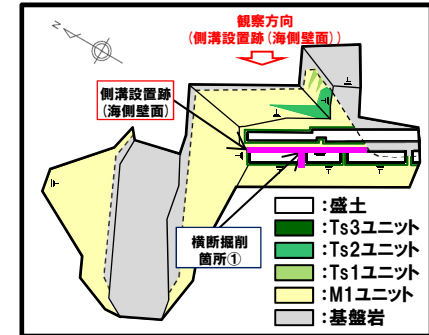 観察方向
(側溝設置跡(海側壁面))
N
側溝設置跡
(海側壁面)
横断掘削
箇所①
:盛土
:Ts3ユニット
:Ts2ユニット
:Ts1ユニット
:M1ユニット
:基盤岩